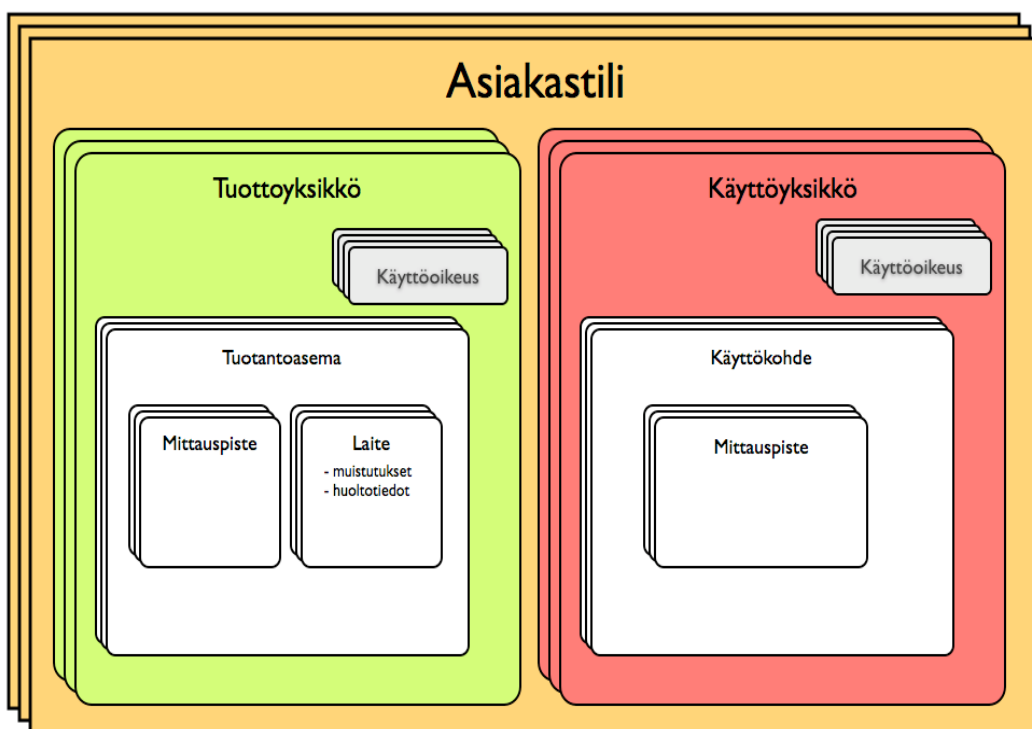 Asiakastili
Tuottoyksikkö
Käyttöoikeus
Tuotantoasema
Mittauspiste
Laite
- muistutukset
- huoltotiedot
Käyttöyksikkö
Käyttöoikeus
Käyttökohde
Mittauspiste